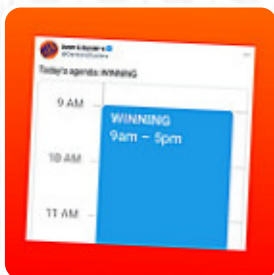 Today's agenda: WINNING
9 AM
WINNING
9am – 5pm
10 AM
11 AM